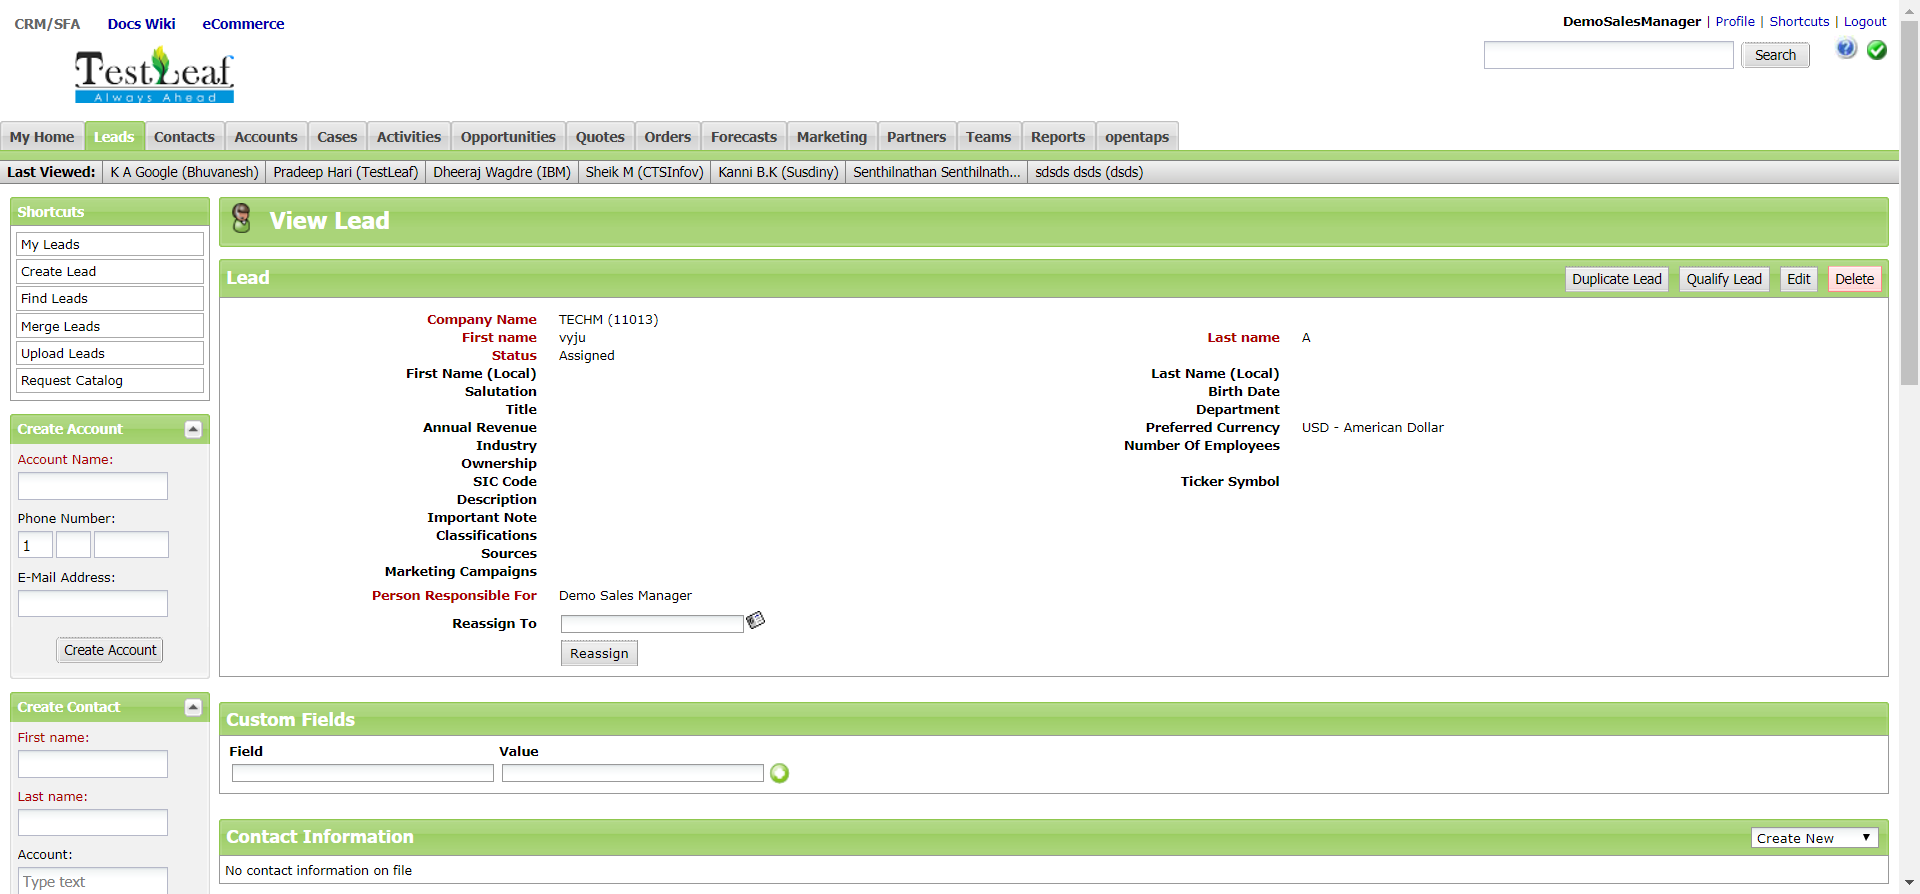 CRM/SFA Docs Wiki eCommerce
DemoSalesManager | Profile | Shortcuts | Logout
Search
TestLeaf
Always Ahead
My Home Leads Contacts Accounts Cases Activities Opportunities Quotes Orders Forecasts Marketing Partners Teams Reports opentaps
Last Viewed: K A Google (Bhuvanesh) Pradeep Hari (TestLeaf) Dheeraj Wagdre (IBM) Sheik M (CTSInfov) Kanni B.K (Susdiny) Senthilnathan Senthilnath... sdsds dsds (dsds)
Shortcuts
My Leads
Create Lead
Find Leads
Merge Leads
Upload Leads
Request Catalog
Create Account
Account Name:
Phone Number:
1
E-Mail Address:
Create Account
Create Contact
First name:
Last name:
Account:
Type text
View Lead
Lead
Duplicate Lead Qualify Lead Edit Delete
Company Name TECHM (11013)
First name vyju Last name A
Status Assigned
First Name (Local) Last Name (Local)
Salutation Birth Date
Title Department
Annual Revenue Preferred Currency USD - American Dollar
Industry Number Of Employees
Ownership
SIC Code Ticker Symbol
Description
Important Note
Classifications
Sources
Marketing Campaigns
Person Responsible For Demo Sales Manager
Reassign To
Reassign
Custom Fields
Field Value
Contact Information
Create New
No contact information on file